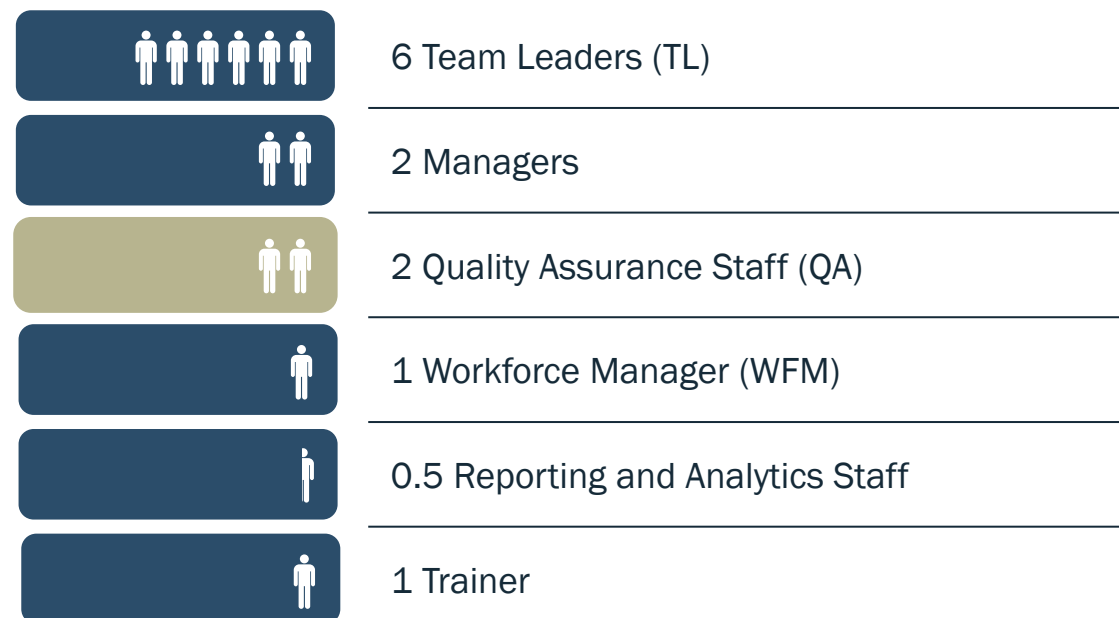 6 Team Leaders (TL)
2 Managers
2 Quality Assurance Staff (QA)
1 Workforce Manager (WFM)
0.5 Reporting and Analytics Staff
1 Trainer